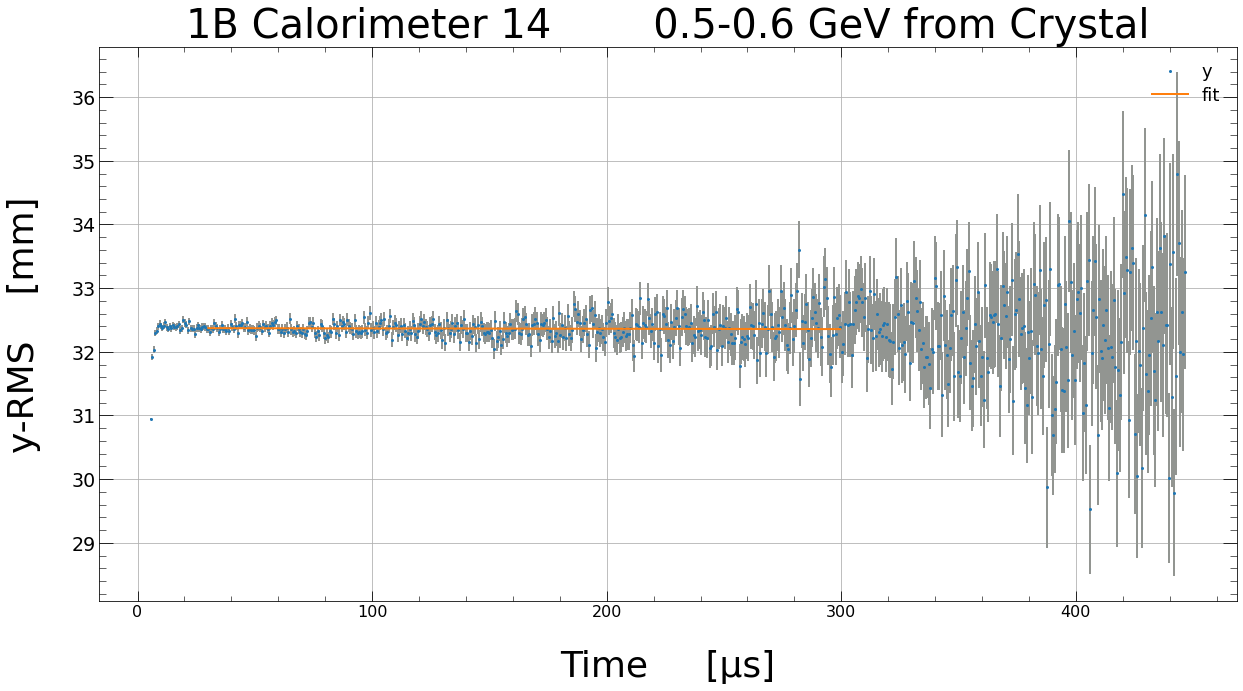 1B Calorimeter 14 0.5-0.6 GeV from Crystal
y
fit
36
35
34
33
32
31
30
29
y-RMS [mm]
0 100 200 300 400
Time [μs]